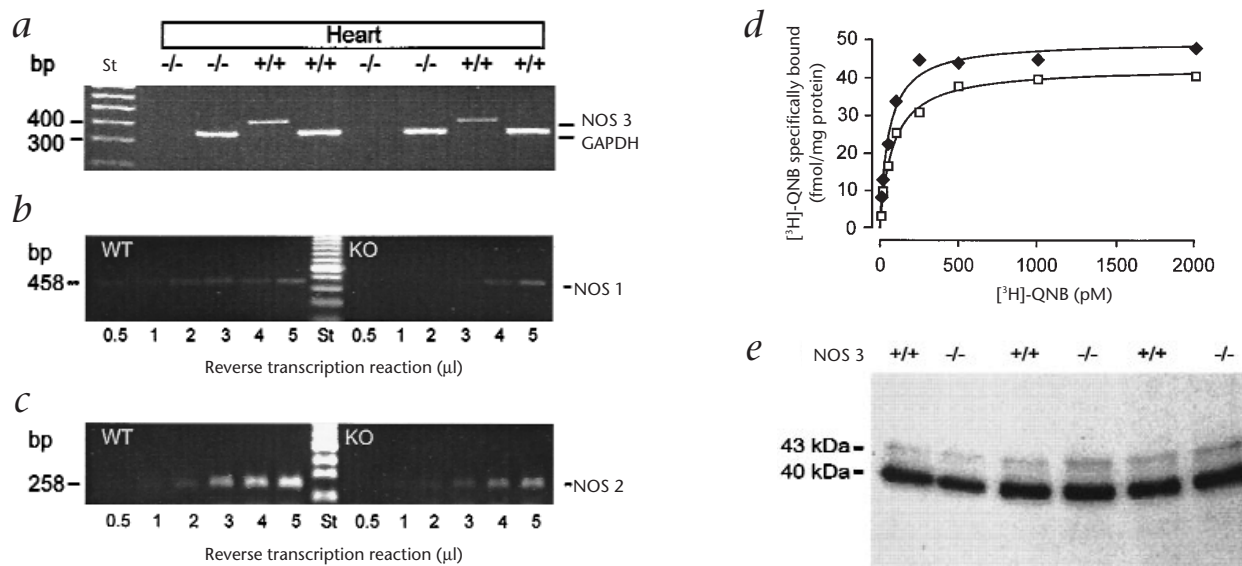 a
Heart
bp St -/- -/- +/+ +/+ -/- -/- +/+ +/+
400
300
NOS 3
GAPDH
b
bp
WT KO
458
NOS 1
0.5 1 2 3 4 5 St 0.5 1 2 3 4 5
Reverse transcription reaction (μl)
c
bp
WT KO
258
NOS 2
0.5 1 2 3 4 5 St 0.5 1 2 3 4 5
Reverse transcription reaction (μl)
d
[³H]-QNB specifically bound
(fmol/mg protein)
50
40
30
20
10
0
0 500 1000 1500 2000
[³H]-QNB (pM)
e
NOS 3 +/+ -/- +/+ -/- +/+ -/-
43 kDa
40 kDa